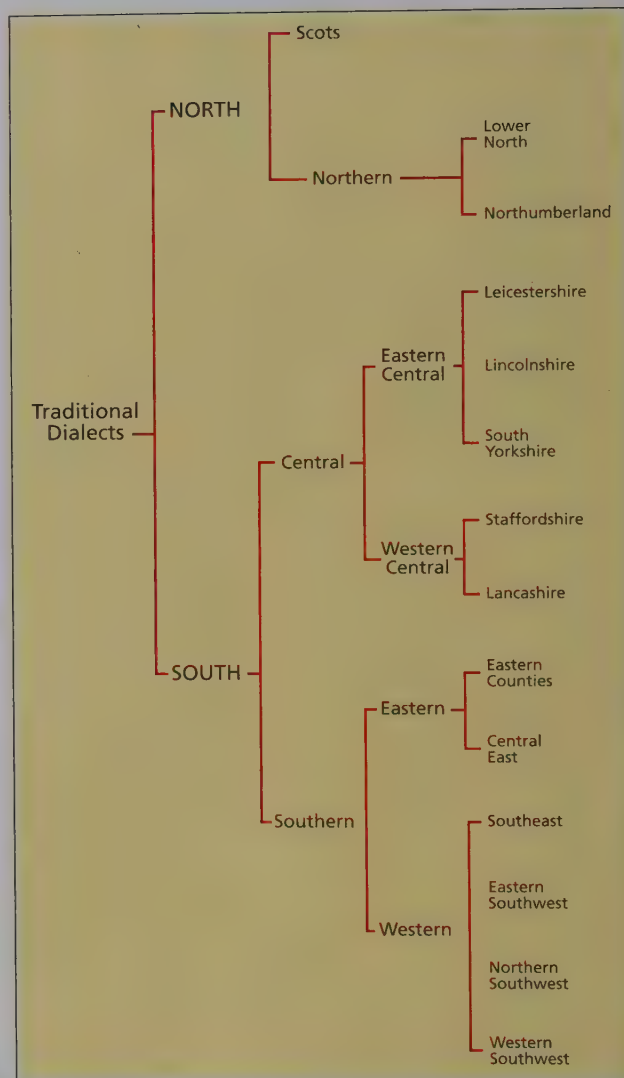 Scots
NORTH
Lower
North
Northern
Northumberland
Leicestershire
Eastern
Central
Lincolnshire
Traditional
Dialects
South
Yorkshire
Central
Staffordshire
Western
Central
Lancashire
SOUTH
Eastern
Counties
Eastern
Central
East
Southern
Southeast
Eastern
Southwest
Western
Northern
Southwest
Western
Southwest